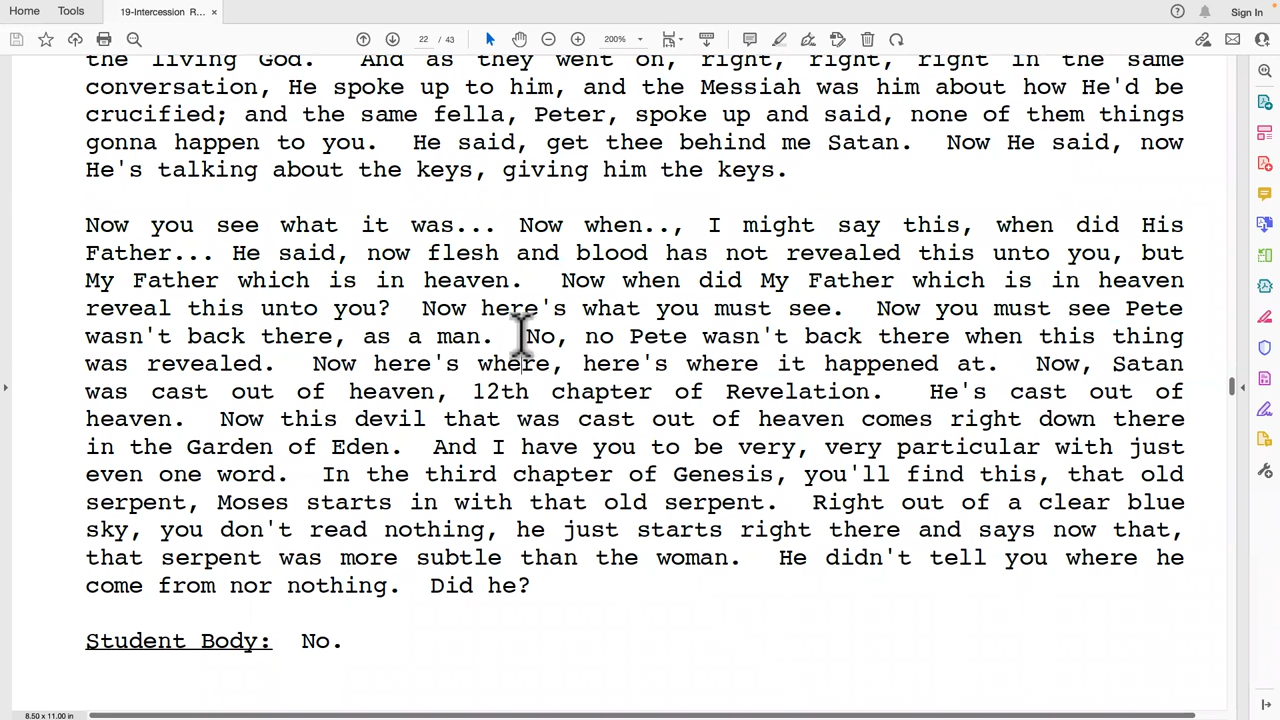 Home Tools 19-Intercession R... × Sign In
22 / 43 200%
the living God. And as they went on, right, right, right in the same
conversation, He spoke up to him, and the Messiah was him about how He'd be
crucified; and the same fella, Peter, spoke up and said, none of them things
gonna happen to you. He said, get thee behind me Satan. Now He said, now
He's talking about the keys, giving him the keys.
Now you see what it was... Now when.., I might say this, when did His
Father... He said, now flesh and blood has not revealed this unto you, but
My Father which is in heaven. Now when did My Father which is in heaven
reveal this unto you? Now here's what you must see. Now you must see Pete
wasn't back there, as a man. No, no Pete wasn't back there when this thing
was revealed. Now here's where, here's where it happened at. Now, Satan
was cast out of heaven, 12th chapter of Revelation. He's cast out of
heaven. Now this devil that was cast out of heaven comes right down there
in the Garden of Eden. And I have you to be very, very particular with just
even one word. In the third chapter of Genesis, you'll find this, that old
serpent, Moses starts in with that old serpent. Right out of a clear blue
sky, you don't read nothing, he just starts right there and says now that,
that serpent was more subtle than the woman. He didn't tell you where he
come from nor nothing. Did he?
Student Body: No.
8.50 x 11.00 in